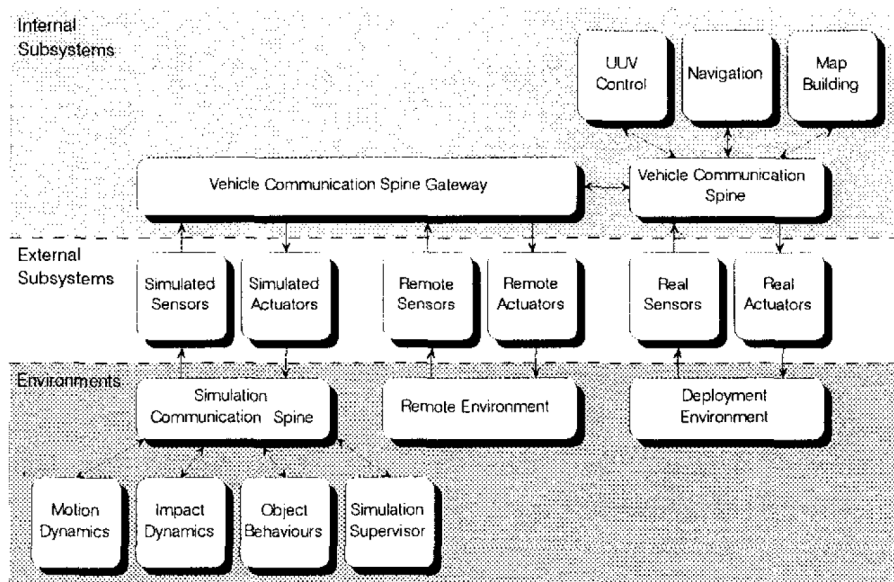 Internal
Subsystems
UUV
Control
Navigation
Map
Building
Vehicle Communication Spine Gateway
Vehicle Communication
Spine
External
Subsystems
Simulated
Sensors
Simulated
Actuators
Remote
Sensors
Remote
Actuators
Real
Sensors
Real
Actuators
Environments
Simulation
Communication Spine
Remote Environment
Deployment
Environment
Motion
Dynamics
Impact
Dynamics
Object
Behaviours
Simulation
Supervisor